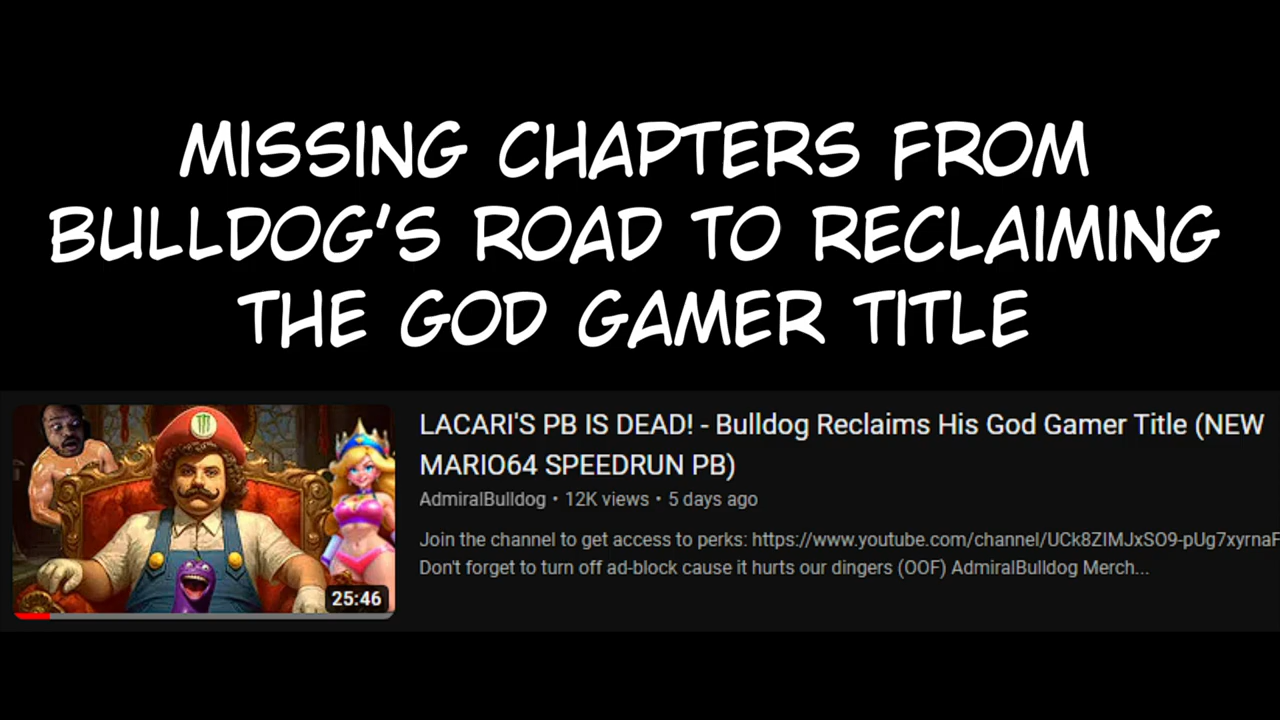 MISSING CHAPTERS FROM
BULLDOG'S ROAD TO RECLAIMING
THE GOD GAMER TITLE
LACARI'S PB IS DEAD! - Bulldog Reclaims His God Gamer Title (NEW
MARIO64 SPEEDRUN PB)
AdmiralBulldog • 12K views • 5 days ago
Join the channel to get access to perks: https://www.youtube.com/channel/UCk8ZIMJxSO9-pUg7xyrnaF
Don't forget to turn off ad-block cause it hurts our dingers (OOF) AdmiralBulldog Merch...
25:46